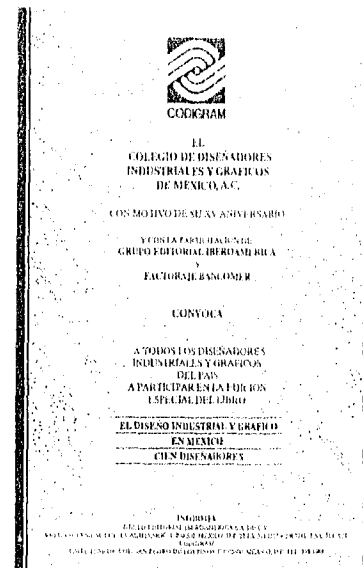 CODIGRAM
EL
COLEGIO DE DISEÑADORES
INDUSTRIALES Y GRAFICOS
DE MEXICO, A.C.
CON MOTIVO DE SU XV ANIVERSARIO
Y CON LA PARTICIPACION DE
GRUPO EDITORIAL IBEROAMERICA
Y
FACTORAJE BANCOMER
CONVOCA
A TODOS LOS DISEÑADORES
INDUSTRIALES Y GRAFICOS
DEL PAIS
A PARTICIPAR EN LA EDICION
ESPECIAL DEL LIBRO
EL DISEÑO INDUSTRIAL Y GRAFICO
EN MEXICO
CIEN DISEÑADORES